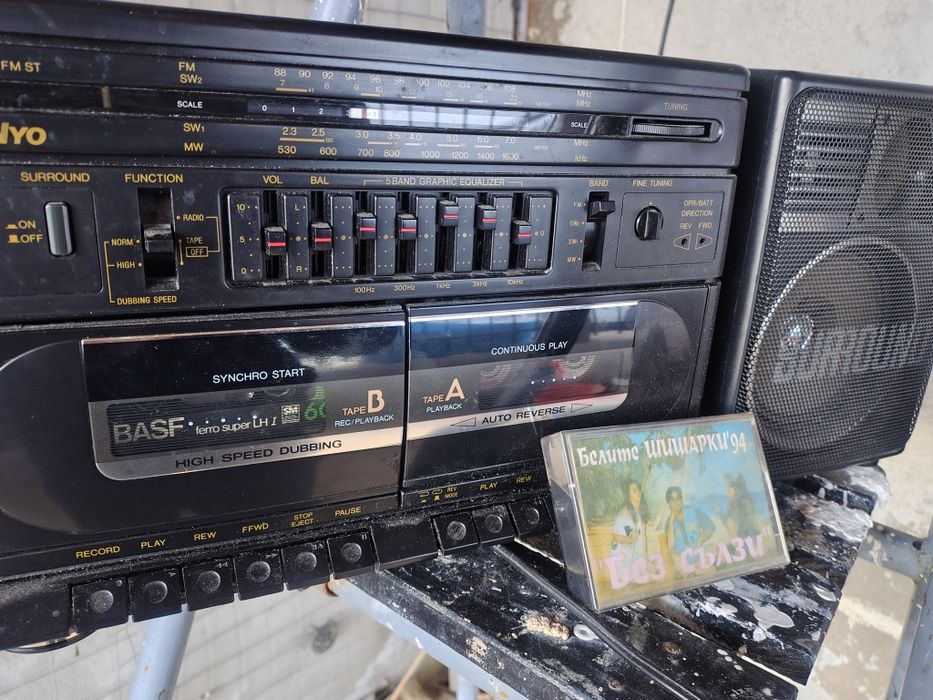 FM ST
FM
SW2
88 90 92 94 96 98 100 102 104 106 108
MHz
MHz
TUNING
SCALE
0 1 2
SCALE
NYO
SW1
2.3 2.5 3.0 3.5 4.0 5.0 6.0 7.0
MHz
MW
530 600 700 800 1000 1200 1400 1630
KHz
SURROUND
FUNCTION
VOL BAL 5 BAND GRAPHIC EQUALIZER
BAND
FINE TUNING
ON
OFF
RADIO
NORM
TAPE
OFF
HIGH
DUBBING SPEED
10
5
0
L
R
100Hz 300Hz 1kHz 3kHz 10kHz
FM
SW2
SW1
MW
OPR/BATT
DIRECTION
REV FWD
SYNCHRO START
BASF ferro super LH I SM 60
TAPE B
REC/PLAYBACK
HIGH SPEED DUBBING
CONTINUOUS PLAY
TAPE A
PLAYBACK
AUTO REVERSE
RECORD PLAY REW FFWD STOP EJECT PAUSE
REV MODE PLAY REW
Белите ШИШАРКИ '94
"Без Сълзи"